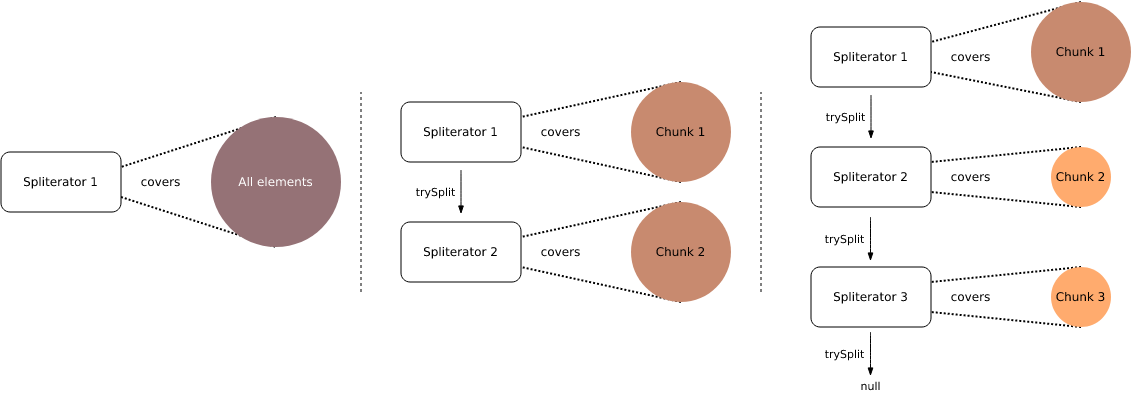 Spliterator 1
covers
All elements
Spliterator 1
covers
Chunk 1
trySplit
Spliterator 2
covers
Chunk 2
Spliterator 1
covers
Chunk 1
trySplit
Spliterator 2
covers
Chunk 2
trySplit
Spliterator 3
covers
Chunk 3
trySplit
null